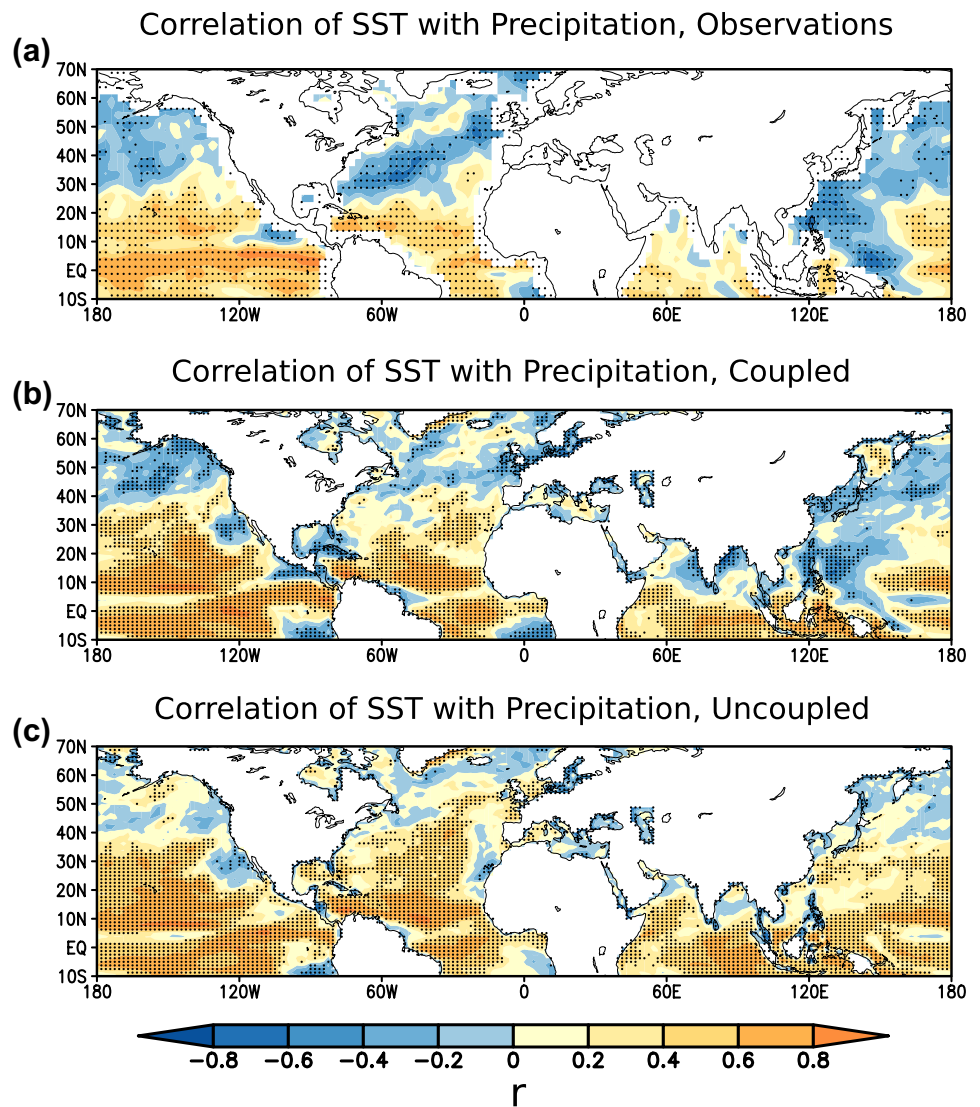 Correlation of SST with Precipitation, Observations
(a)
70N
60N
50N
40N
30N
20N
10N
EQ
10S
180 120W 60W 0 60E 120E 180
Correlation of SST with Precipitation, Coupled
(b)
70N
60N
50N
40N
30N
20N
10N
EQ
10S
180 120W 60W 0 60E 120E 180
Correlation of SST with Precipitation, Uncoupled
(c)
70N
60N
50N
40N
30N
20N
10N
EQ
10S
180 120W 60W 0 60E 120E 180
−0.8 −0.6 −0.4 −0.2 0 0.2 0.4 0.6 0.8
r